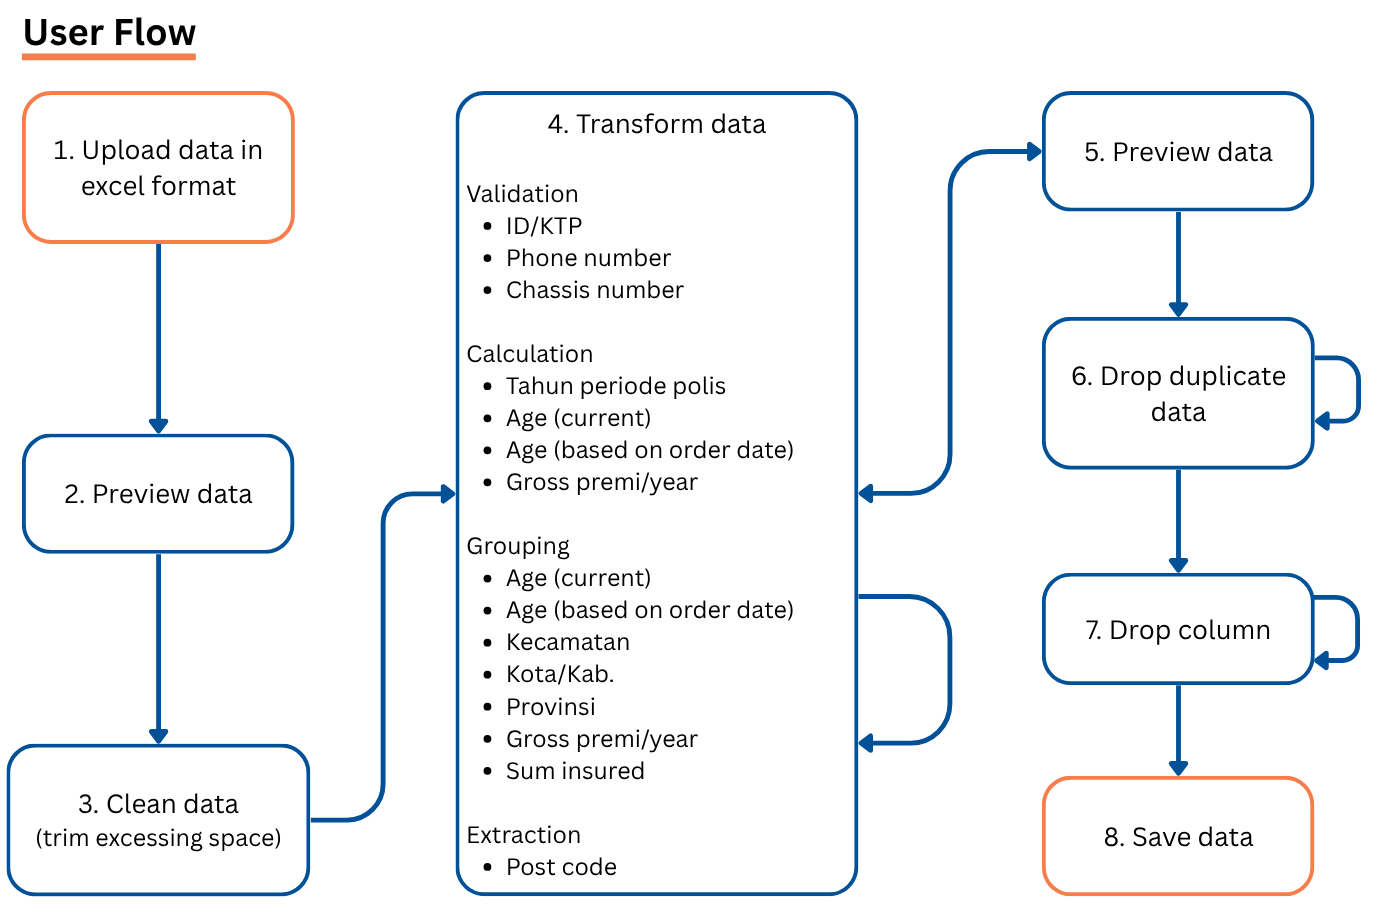 User Flow
1. Upload data in
excel format
2. Preview data
3. Clean data
(trim excessing space)
4. Transform data
Validation
• ID/KTP
• Phone number
• Chassis number
Calculation
• Tahun periode polis
• Age (current)
• Age (based on order date)
• Gross premi/year
Grouping
• Age (current)
• Age (based on order date)
• Kecamatan
• Kota/Kab.
• Provinsi
• Gross premi/year
• Sum insured
Extraction
• Post code
5. Preview data
6. Drop duplicate
data
7. Drop column
8. Save data